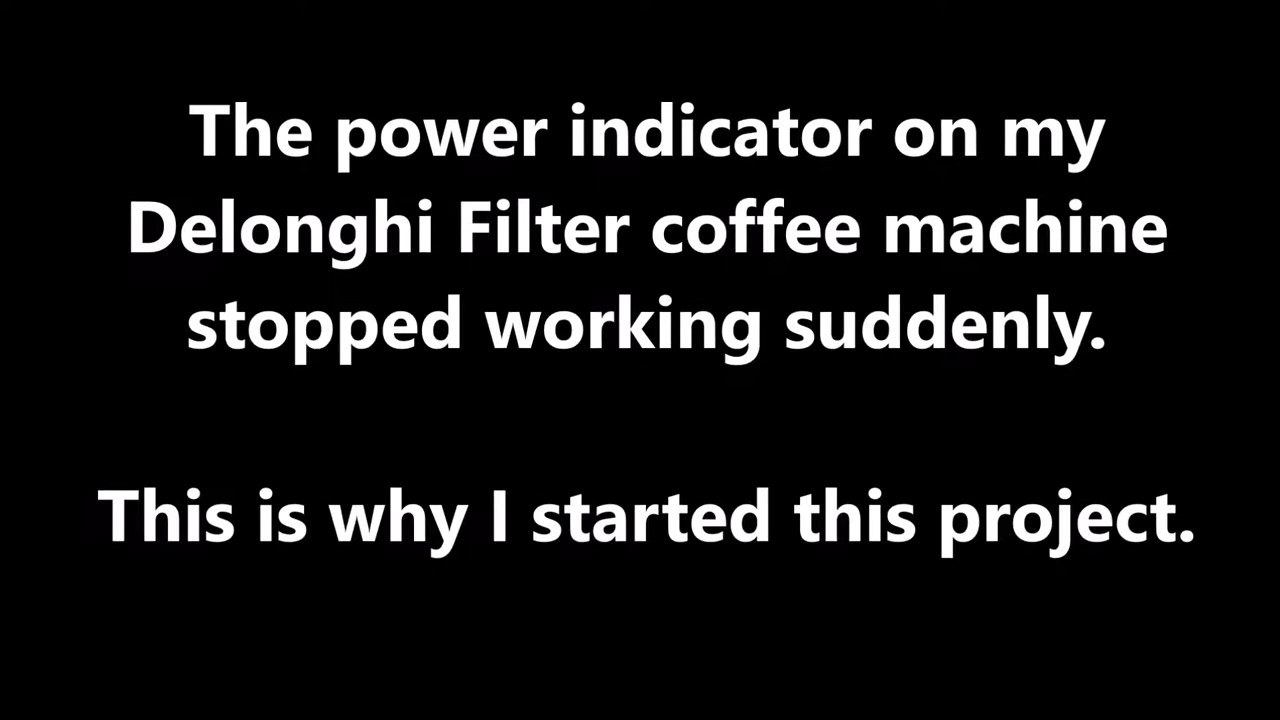 The power indicator on my
Delonghi Filter coffee machine
stopped working suddenly.
This is why I started this project.